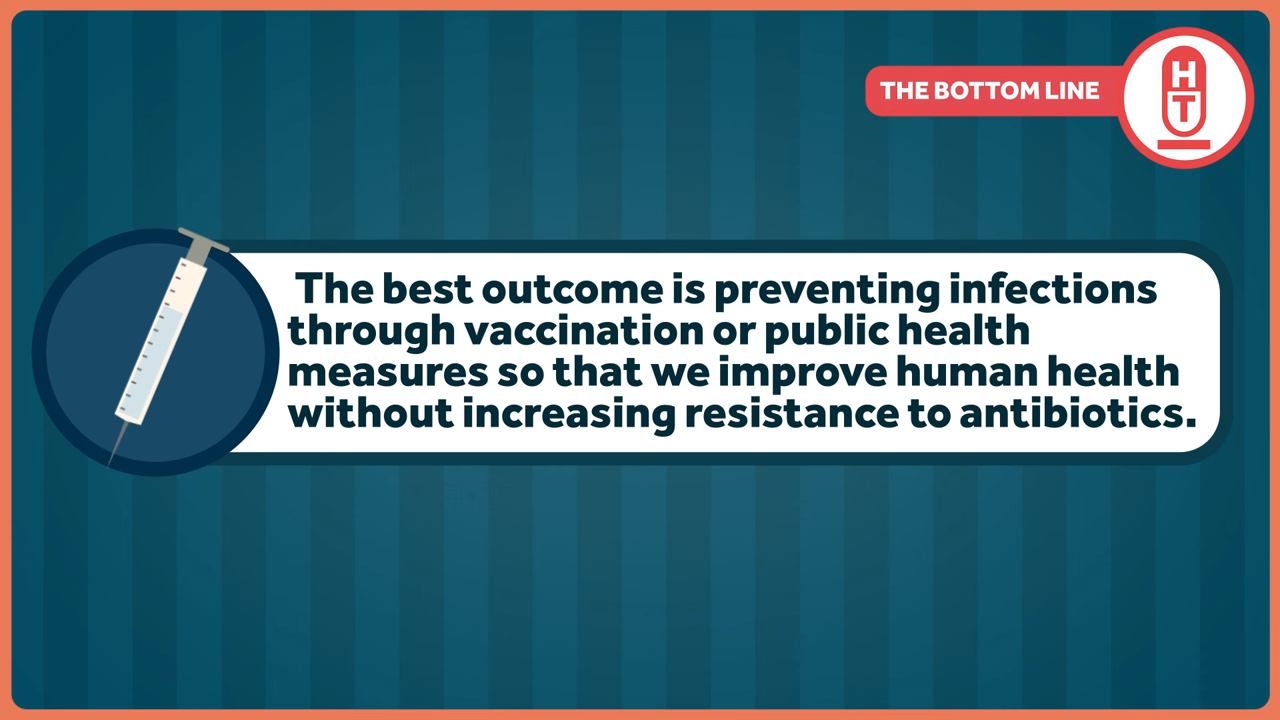 THE BOTTOM LINE
H
T
The best outcome is preventing infections
through vaccination or public health
measures so that we improve human health
without increasing resistance to antibiotics.